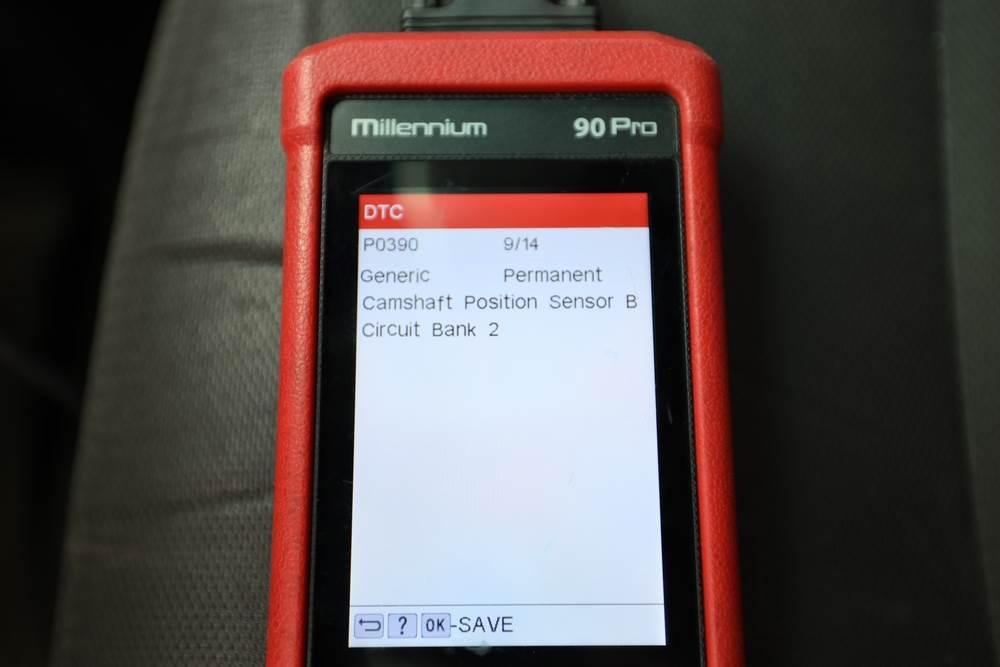 Millennium 90 Pro
DTC
P0390 9/14
Generic Permanent
Camshaft Position Sensor B
Circuit Bank 2
? OK-SAVE